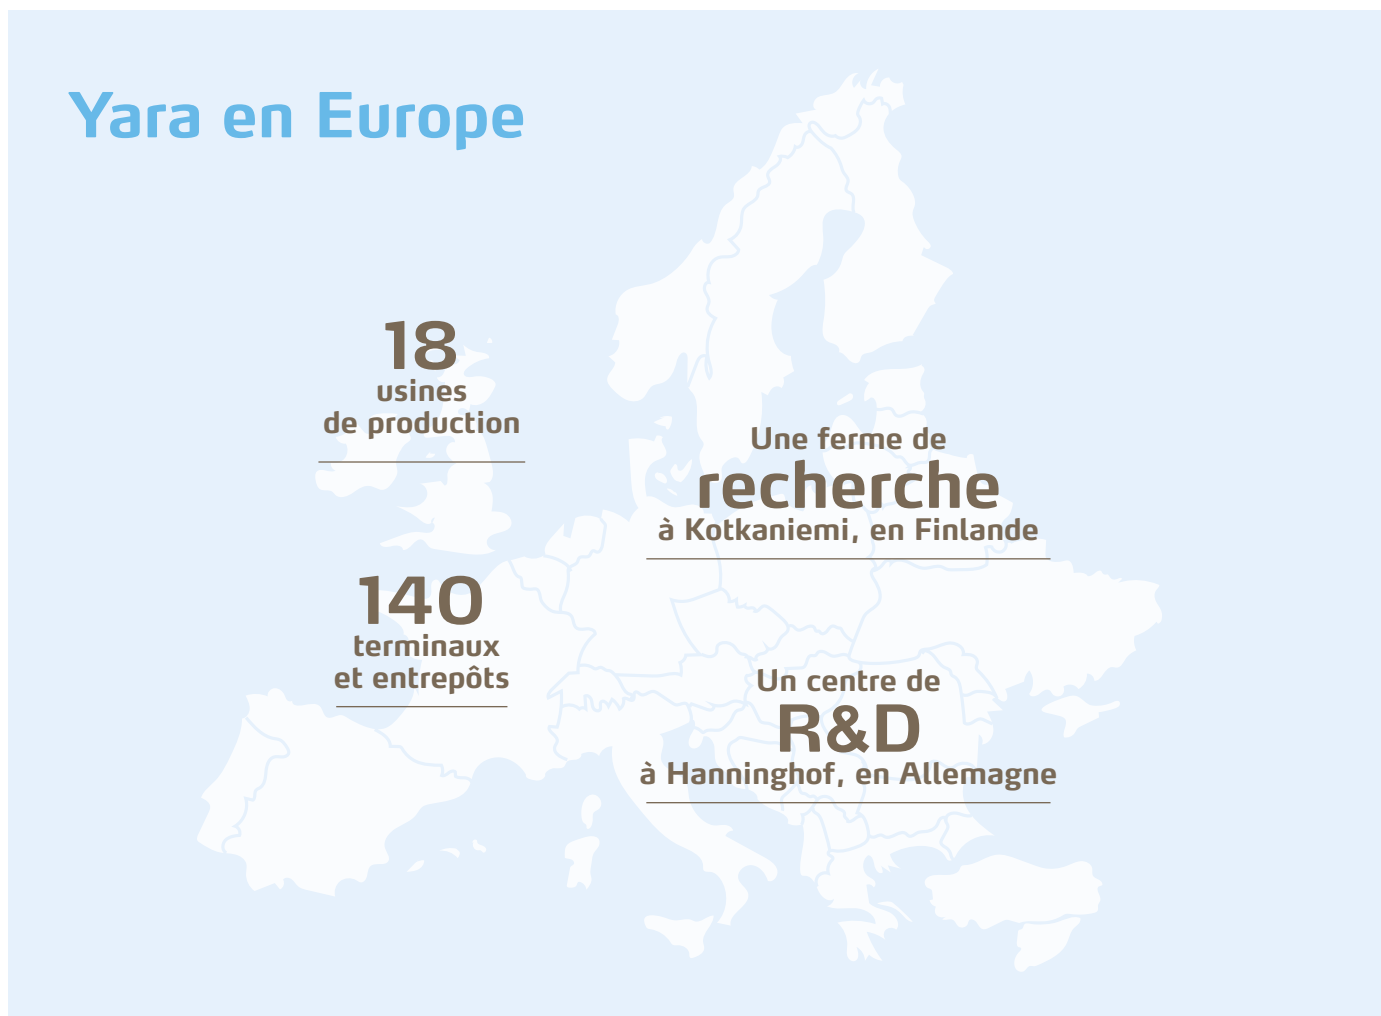 Yara en Europe
18
usines
de production
140
terminaux
et entrepôts
Une ferme de
recherche
à Kotkaniemi, en Finlande
Un centre de
R&D
à Hanninghof, en Allemagne